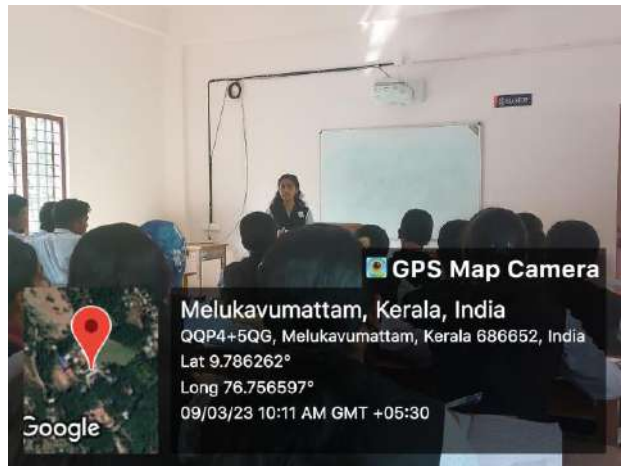 GPS Map Camera
Melukavumattam, Kerala, India
QQP4+5QG, Melukavumattam, Kerala 686652, India
Lat 9.786262°
Long 76.756597°
09/03/23 10:11 AM GMT +05:30
Google